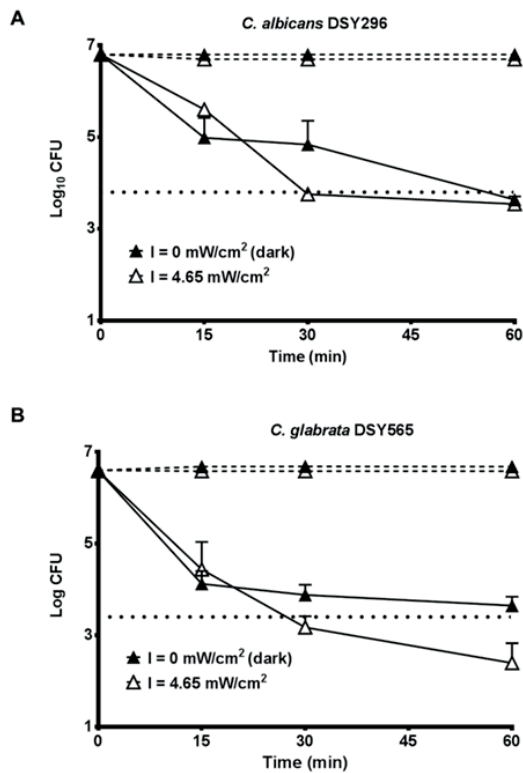 A
C. albicans DSY296
7
5
3
1
Log10 CFU
I = 0 mW/cm2 (dark)
I = 4.65 mW/cm2
0 15 30 45 60
Time (min)
B
C. glabrata DSY565
7
5
3
1
Log CFU
I = 0 mW/cm2 (dark)
I = 4.65 mW/cm2
0 15 30 45 60
Time (min)